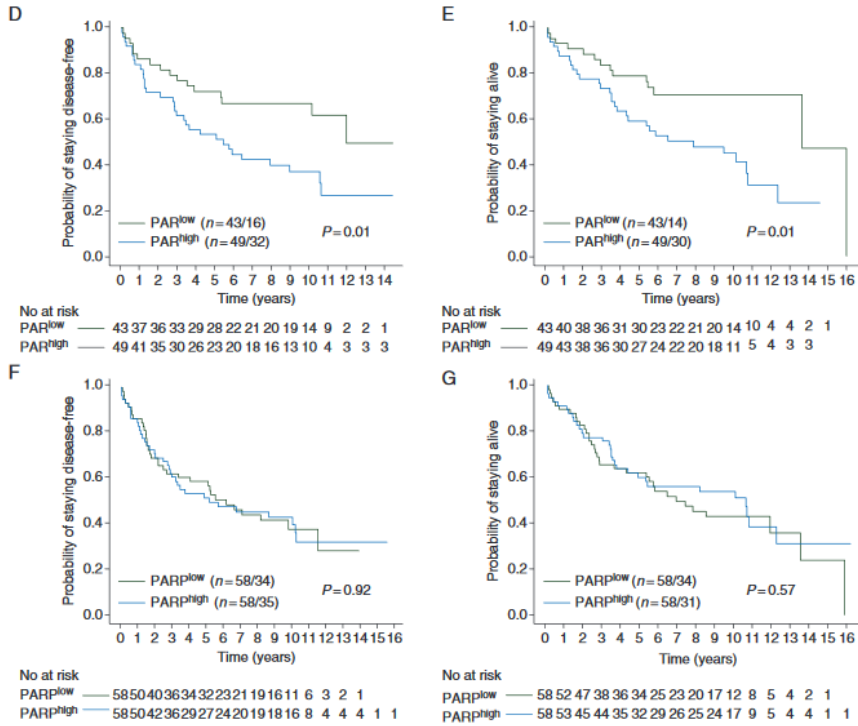 D
Probability of staying disease-free
1.0
0.8
0.6
0.4
0.2
0.0
PARlow (n = 43/16)
PARhigh (n = 49/32)
P = 0.01
0 1 2 3 4 5 6 7 8 9 10 11 12 13 14
Time (years)
No at risk
PARlow 43 37 36 33 29 28 22 21 20 19 14 9 2 2 1
PARhigh 49 41 35 30 26 23 20 18 16 13 10 4 3 3 3
E
Probability of staying alive
1.0
0.8
0.6
0.4
0.2
0.0
PARlow (n = 43/14)
PARhigh (n = 49/30)
P = 0.01
0 1 2 3 4 5 6 7 8 9 10 11 12 13 14 15 16
Time (years)
No at risk
PARlow 43 40 38 36 31 30 23 22 21 20 14 10 4 4 2 1
PARhigh 49 43 38 36 30 27 24 22 20 18 11 5 4 3 3
F
Probability of staying disease-free
1.0
0.8
0.6
0.4
0.2
0.0
PARPlow (n = 58/34)
PARPhigh (n = 58/35)
P = 0.92
0 1 2 3 4 5 6 7 8 9 10 11 12 13 14 15 16
Time (years)
No at risk
PARPlow 58 50 40 36 34 32 23 21 19 16 11 6 3 2 1
PARPhigh 58 50 42 36 29 27 24 20 19 18 16 8 4 4 4 1 1
G
Probability of staying alive
1.0
0.8
0.6
0.4
0.2
0.0
PARPlow (n = 58/34)
PARPhigh (n = 58/31)
P = 0.57
0 1 2 3 4 5 6 7 8 9 10 11 12 13 14 15 16
Time (years)
No at risk
PARPlow 58 52 47 38 36 34 25 23 20 17 12 8 5 4 2 1
PARPhigh 58 53 45 44 35 32 29 26 25 24 17 9 5 4 4 1 1